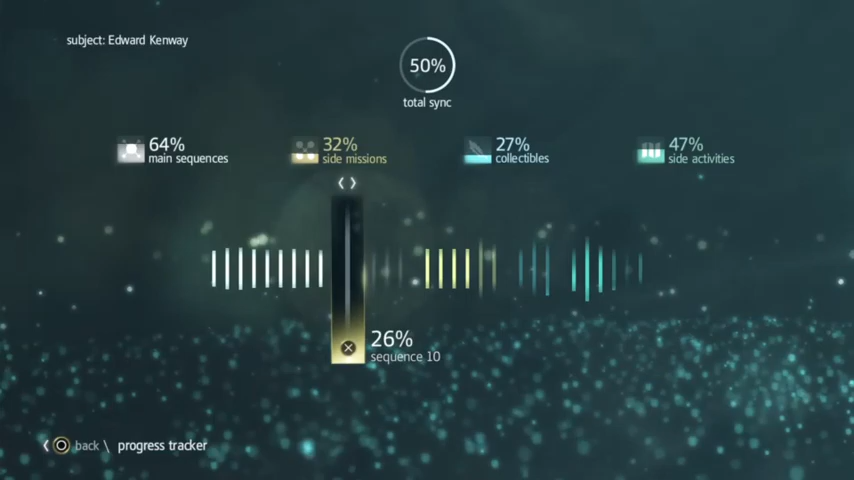 subject: Edward Kenway
50%
total sync
64%
main sequences
32%
side missions
27%
collectibles
47%
side activities
26%
sequence 10
back \ progress tracker